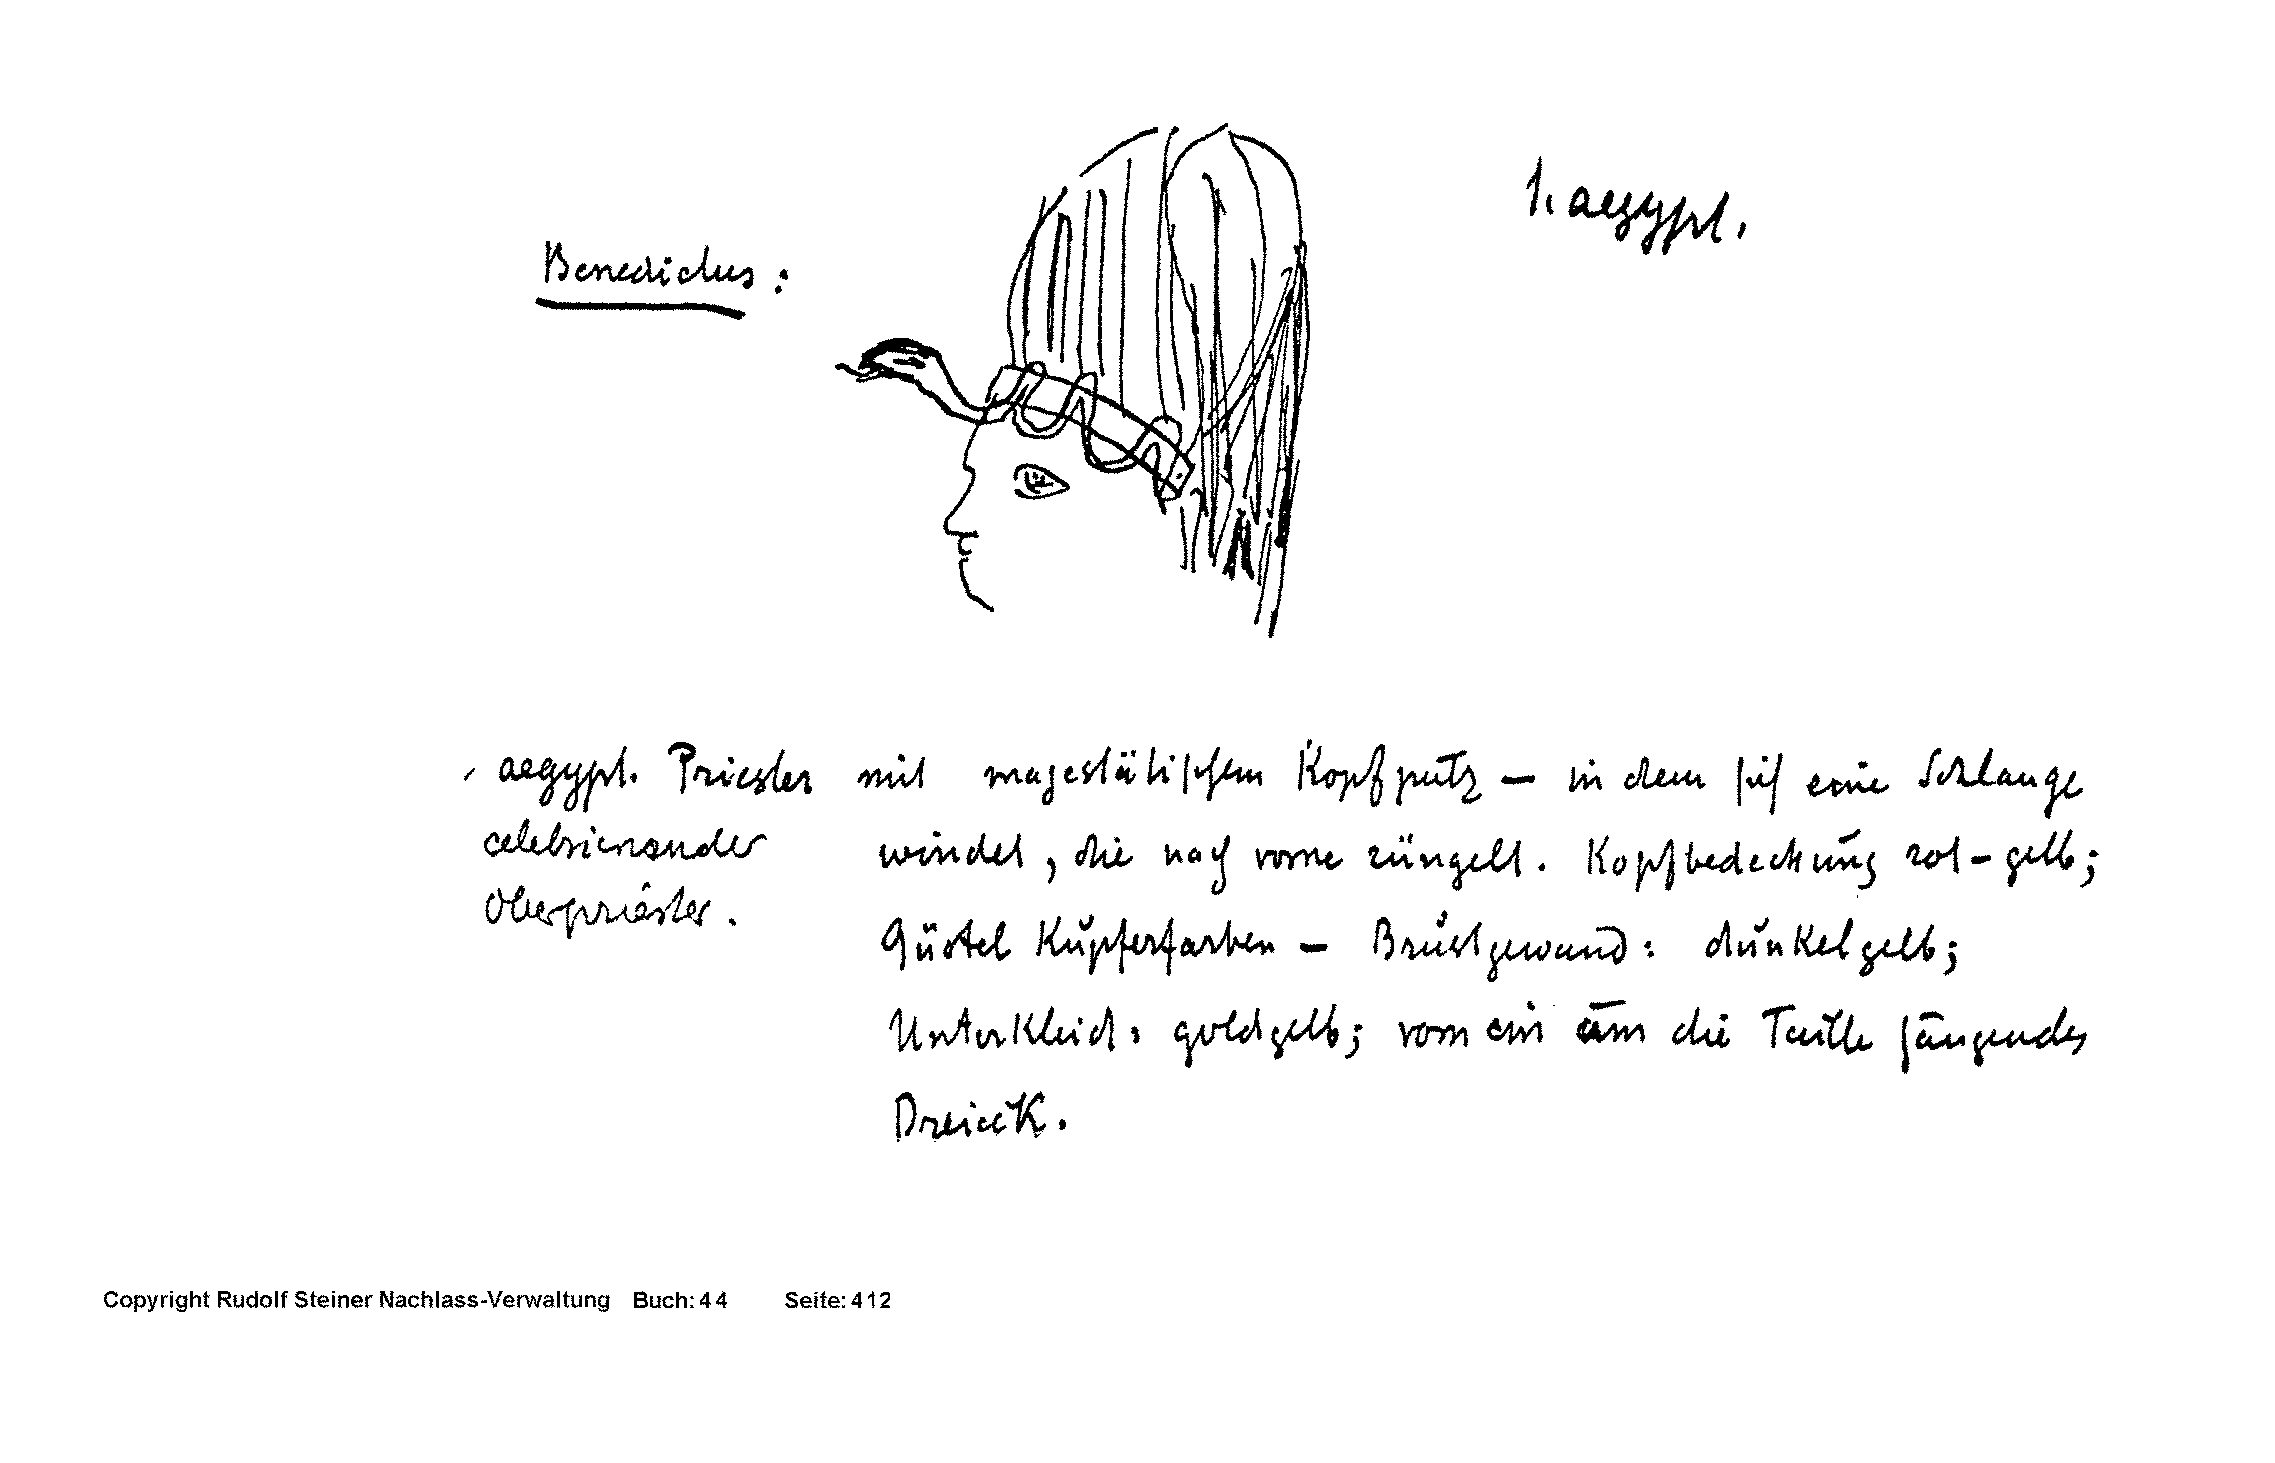 1. aegypt.
Benedictus:
aegypt. Priester mit magestätischem Kopfputz – in dem sich eine Schlange
celebrierender windet, die nach vorne züngelt. Kopfbedeckung rot-gelb;
Oberpriester. Gürtel Kupferfarben – Brustgewand: dunkelgelb;
Unterkleid: goldgelb; vorn ein um die Taille hängendes
Dreieck.
Copyright Rudolf Steiner Nachlass-Verwaltung Buch: 44 Seite: 412